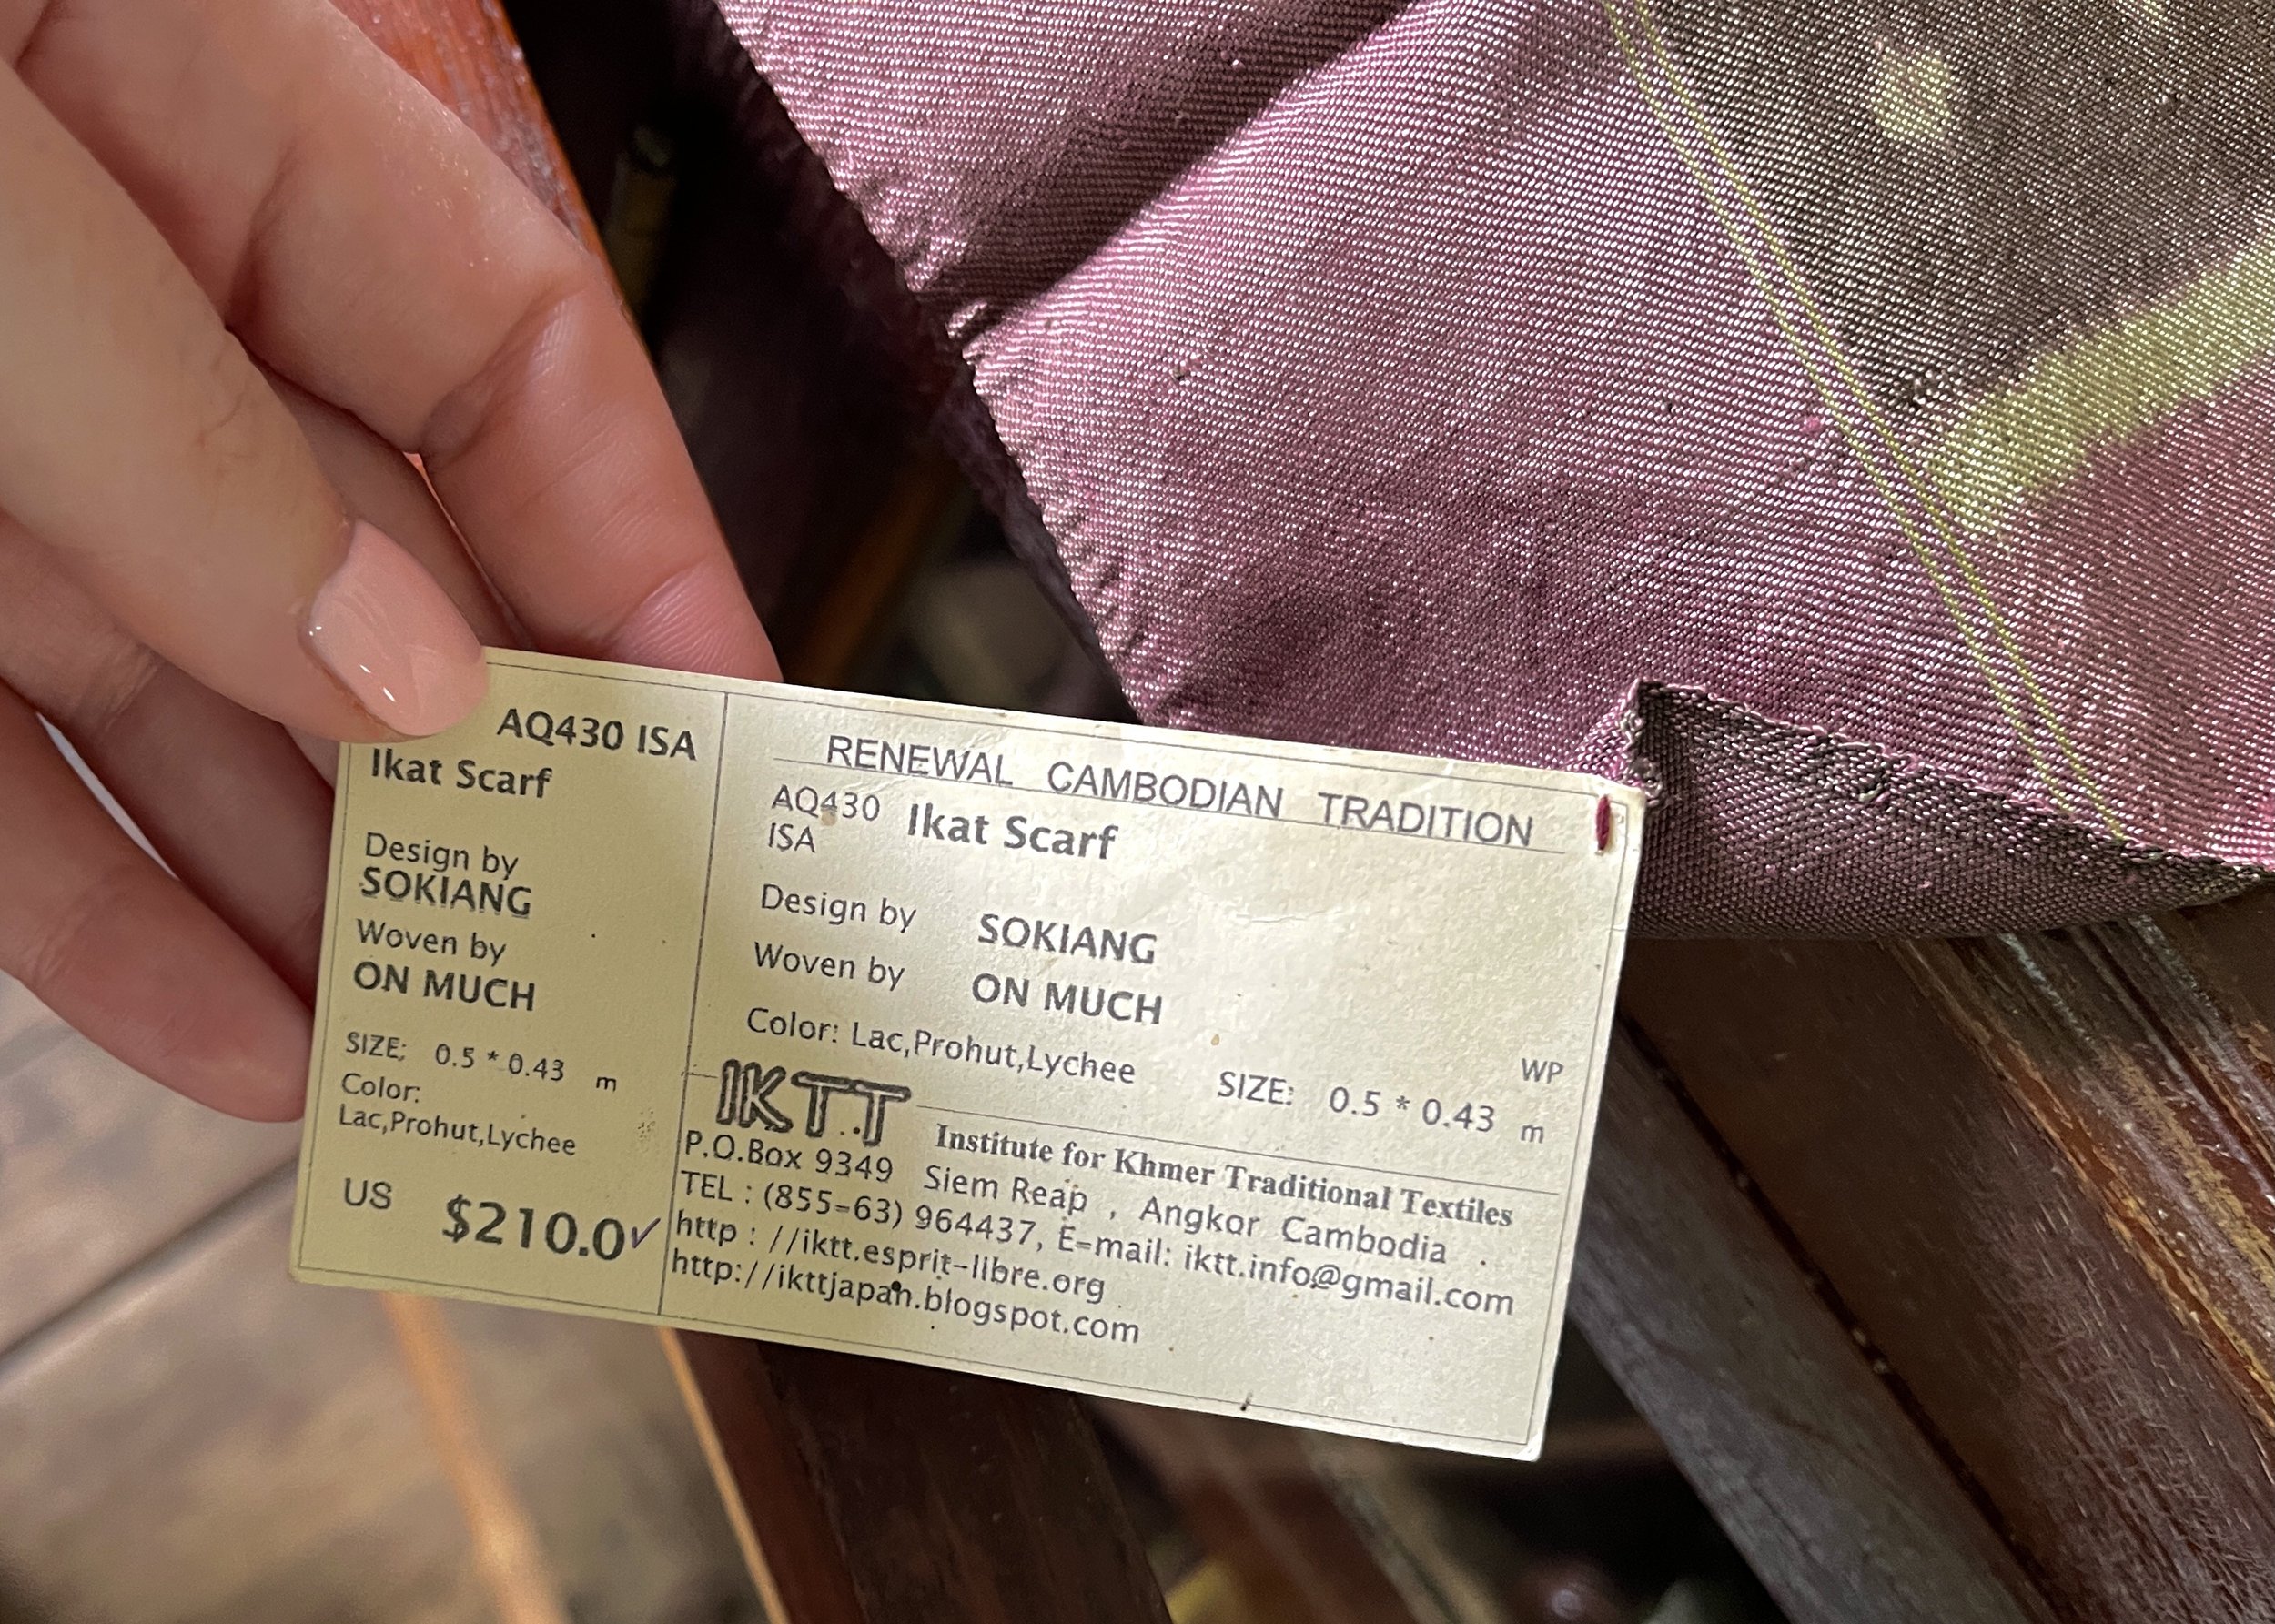 AQ430 ISA
Ikat Scarf
Design by
SOKIANG
Woven by
ON MUCH
SIZE; 0.5 * 0.43 m
Color:
Lac,Prohut,Lychee
US $210.0
RENEWAL CAMBODIAN TRADITION
AQ430 Ikat Scarf
ISA
Design by SOKIANG
Woven by ON MUCH
Color: Lac,Prohut,Lychee
WP
SIZE: 0.5 * 0.43 m
IKTT
Institute for Khmer Traditional Textiles
P.O.Box 9349 Siem Reap , Angkor Cambodia .
TEL : (855-63) 964437, E-mail: iktt.info@gmail.com
http : //iktt.esprit-libre.org
http://ikttjapan.blogspot.com